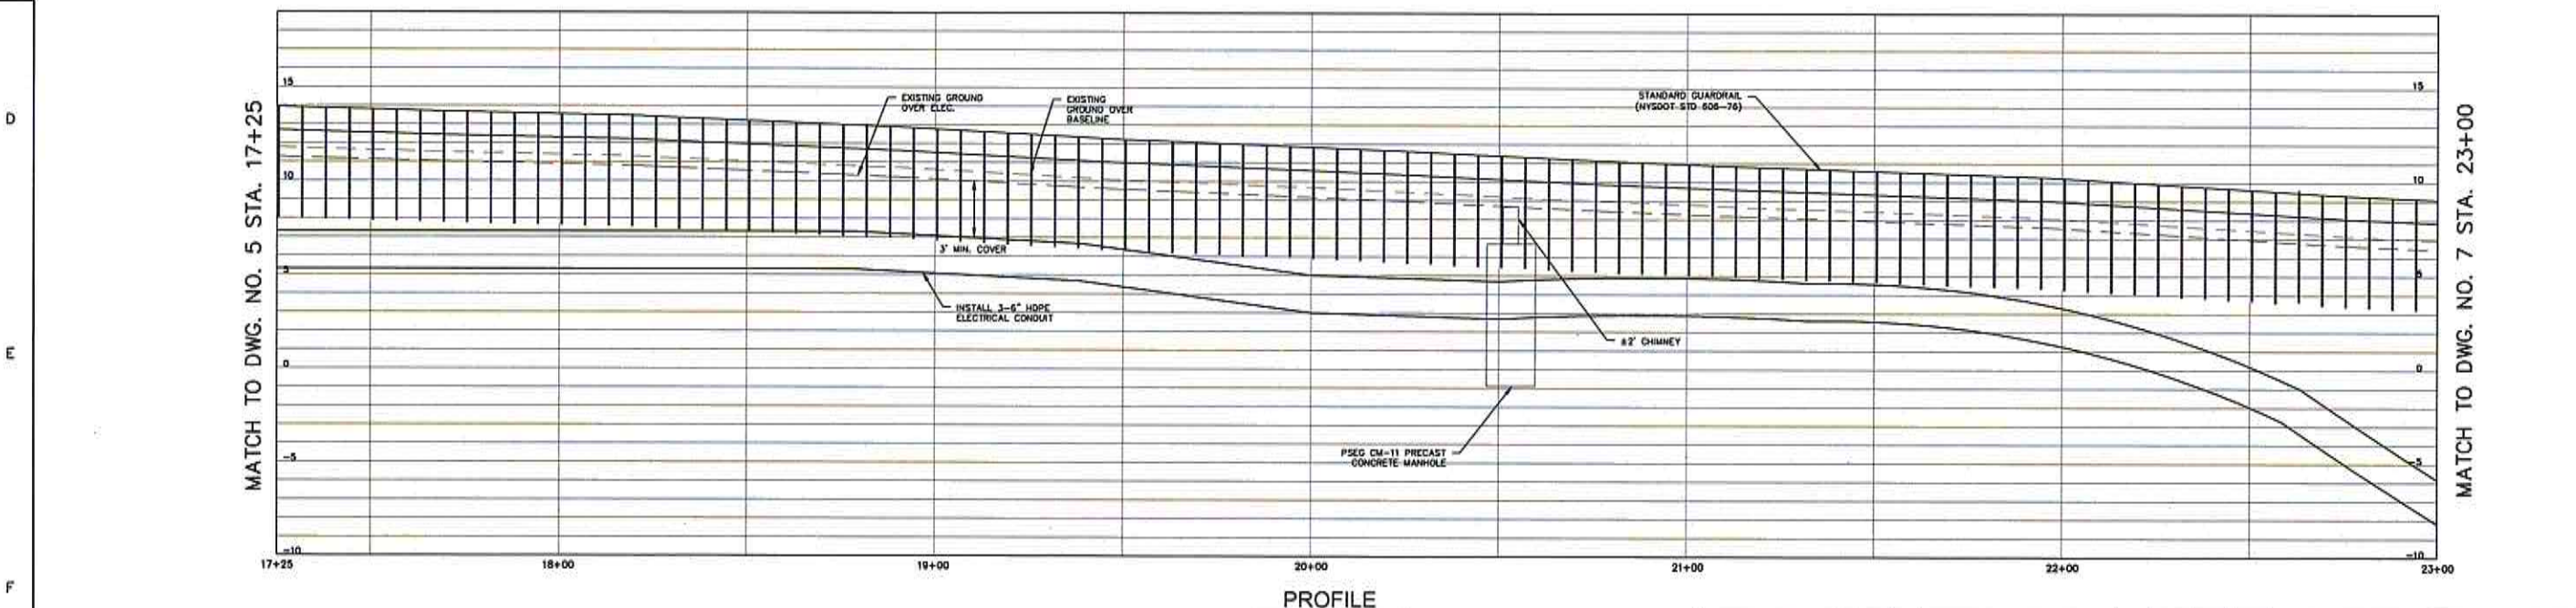 D
E
F
MATCH TO DWG. NO. 5 STA. 17+25
15
10
5
0
-5
-10
EXISTING GROUND
OVER ELEC.
EXISTING
GROUND OVER
BASELINE
STANDARD GUARDRAIL
(NYSDOT STD 606-76)
3' MIN. COVER
INSTALL 3-6" HDPE
ELECTRICAL CONDUIT
±2' CHIMNEY
PSEG CM-11 PRECAST
CONCRETE MANHOLE
15
10
5
0
-5
-10
MATCH TO DWG. NO. 7 STA. 23+00
17+25
18+00
19+00
20+00
21+00
22+00
23+00
PROFILE